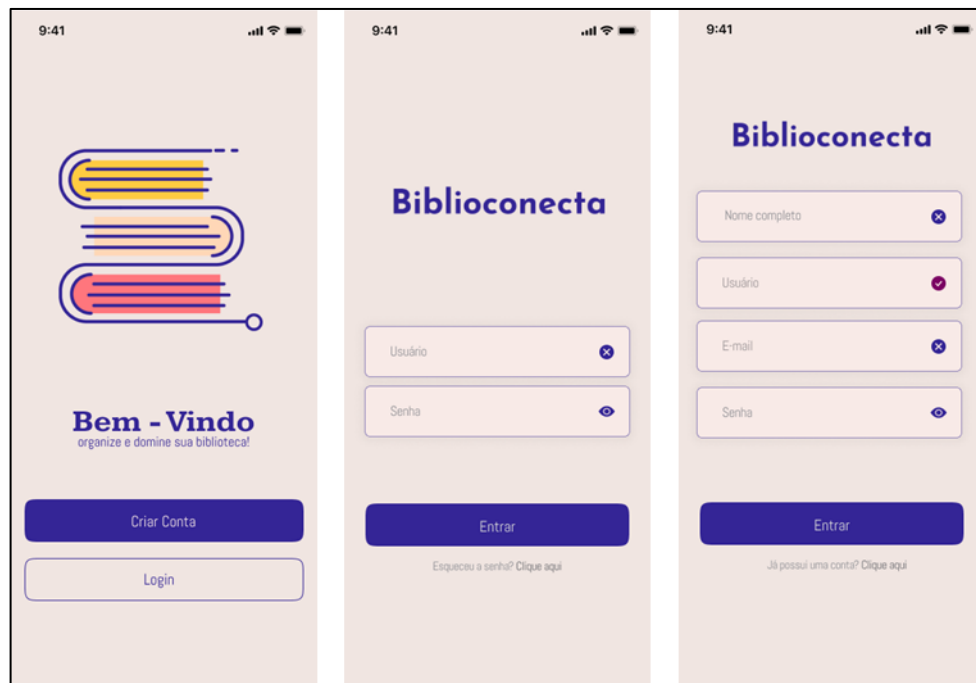 9:41
Bem - Vindo
organize e domine sua biblioteca!
Criar Conta
Login
9:41
Biblioconecta
Usuário
Senha
Entrar
Esqueceu a senha? Clique aqui
9:41
Biblioconecta
Nome completo
Usuário
E-mail
Senha
Entrar
Já possui uma conta? Clique aqui